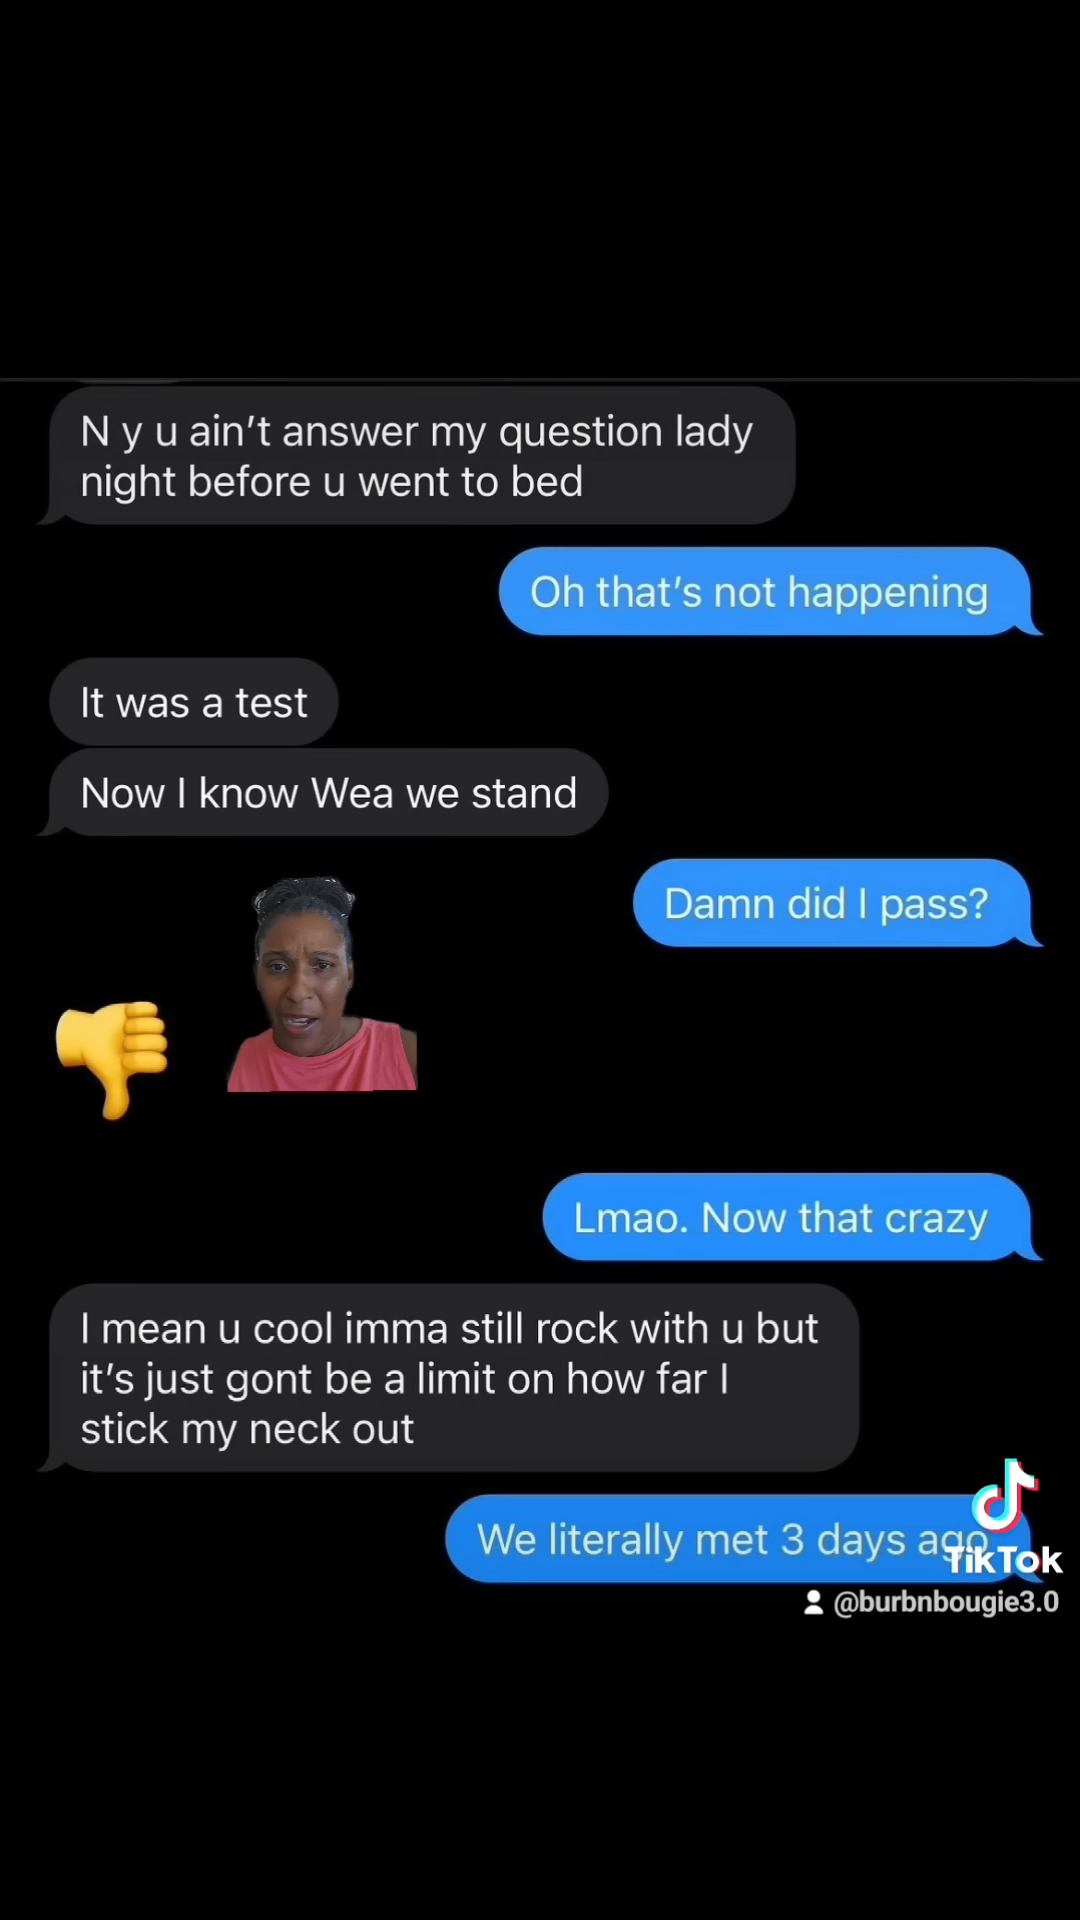 N y u ain’t answer my question lady
night before u went to bed
Oh that’s not happening
It was a test
Now I know Wea we stand
Damn did I pass?
Lmao. Now that crazy
I mean u cool imma still rock with u but
it’s just gont be a limit on how far I
stick my neck out
We literally met 3 days ago
TikTok
@burbnbougie3.0